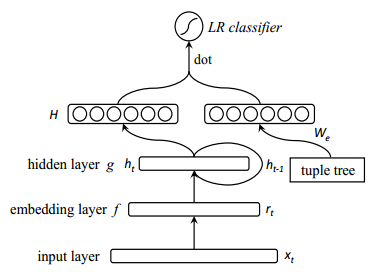 LR classifier
dot
H
W_e
hidden layer g h_t h_{t-1} tuple tree
embedding layer f r_t
input layer x_t